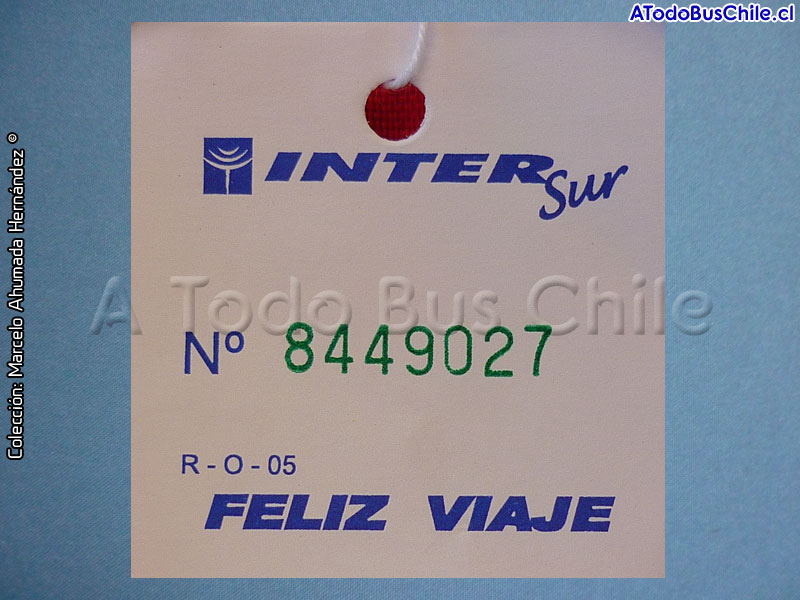 ATodoBusChile.cl
INTER Sur
A Todo Bus Chile
Nº 8449027
R - O - 05
FELIZ VIAJE
Colección: Marcelo Ahumada Hernández ©